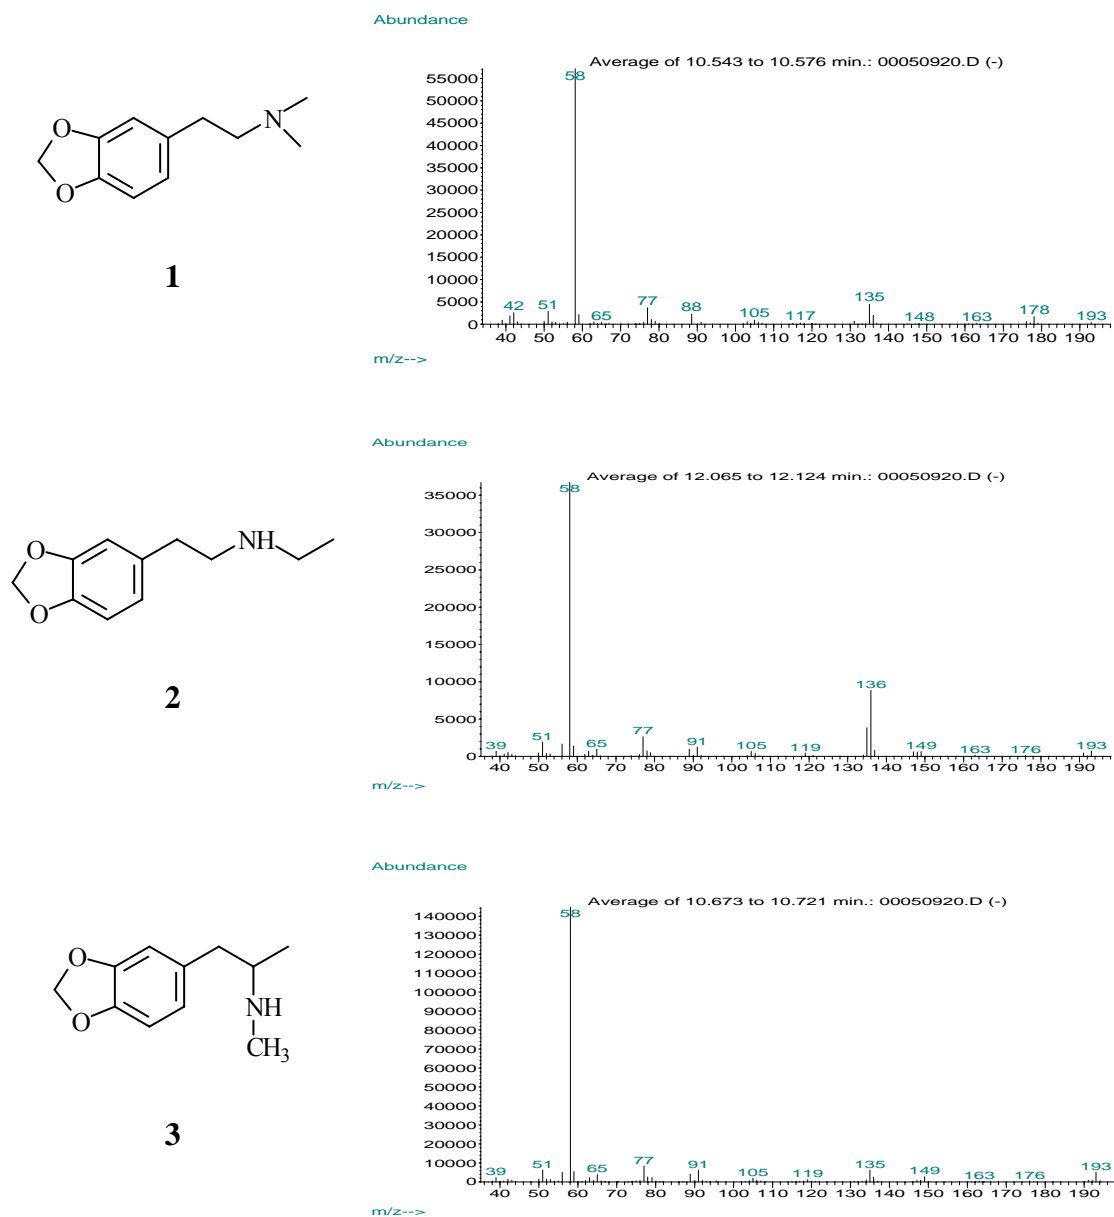 Abundance
Average of 10.543 to 10.576 min.: 00050920.D (-)
58
55000
50000
45000
40000
35000
30000
25000
20000
15000
10000
5000
0
42 51 65 77 88 105 117 135 148 163 178 193
40 50 60 70 80 90 100 110 120 130 140 150 160 170 180 190
m/z-->
O
O
N
1
Abundance
Average of 12.065 to 12.124 min.: 00050920.D (-)
58
35000
30000
25000
20000
15000
10000
5000
0
39 51 65 77 91 105 119 136 149 163 176 193
40 50 60 70 80 90 100 110 120 130 140 150 160 170 180 190
m/z-->
O
O
NH
2
Abundance
Average of 10.673 to 10.721 min.: 00050920.D (-)
58
140000
130000
120000
110000
100000
90000
80000
70000
60000
50000
40000
30000
20000
10000
0
39 51 65 77 91 105 119 135 149 163 176 193
40 50 60 70 80 90 100 110 120 130 140 150 160 170 180 190
m/z-->
O
O
NH
CH3
3